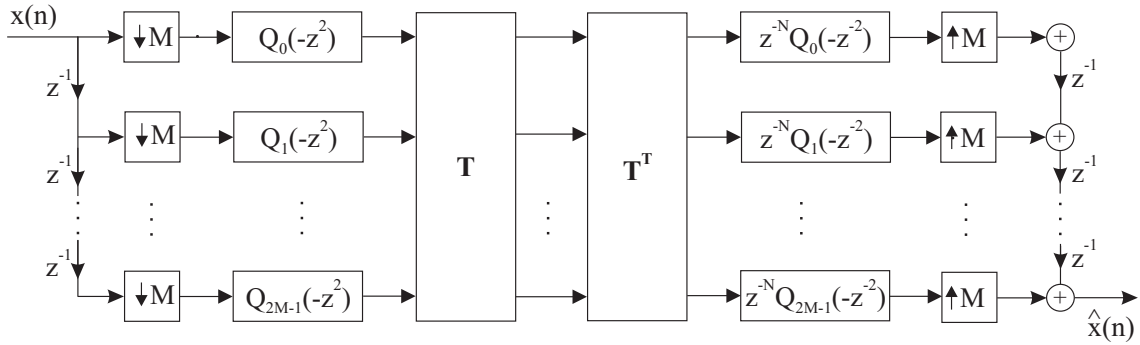 x(n)
↓M Q₀(-z²) z⁻ᴺQ₀(-z⁻²) ↑M +
z⁻¹ z⁻¹
↓M Q₁(-z²) z⁻ᴺQ₁(-z⁻²) ↑M +
T Tᵀ
z⁻¹ z⁻¹
z⁻¹ z⁻¹
↓M Q₂M₋₁(-z²) z⁻ᴺQ₂M₋₁(-z⁻²) ↑M +
x̂(n)